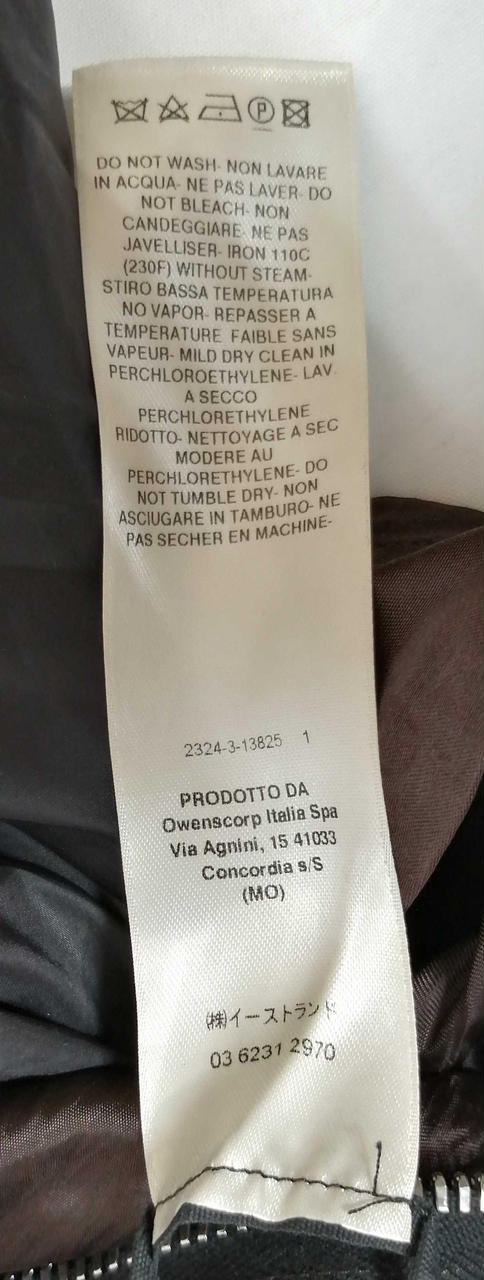 P
DO NOT WASH- NON LAVARE
IN ACQUA- NE PAS LAVER- DO
NOT BLEACH- NON
CANDEGGIARE- NE PAS
JAVELLISER- IRON 110C
(230F) WITHOUT STEAM-
STIRO BASSA TEMPERATURA
NO VAPOR- REPASSER A
TEMPERATURE FAIBLE SANS
VAPEUR- MILD DRY CLEAN IN
PERCHLOROETHYLENE- LAV.
A SECCO
PERCHLORETHYLENE
RIDOTTO- NETTOYAGE A SEC
MODERE AU
PERCHLORETHYLENE- DO
NOT TUMBLE DRY- NON
ASCIUGARE IN TAMBURO- NE
PAS SECHER EN MACHINE-
2324-3-13825 1
PRODOTTO DA
Owenscorp Italia Spa
Via Agnini, 15 41033
Concordia s/S
(MO)
㈱イーストランド
03 6231 2970